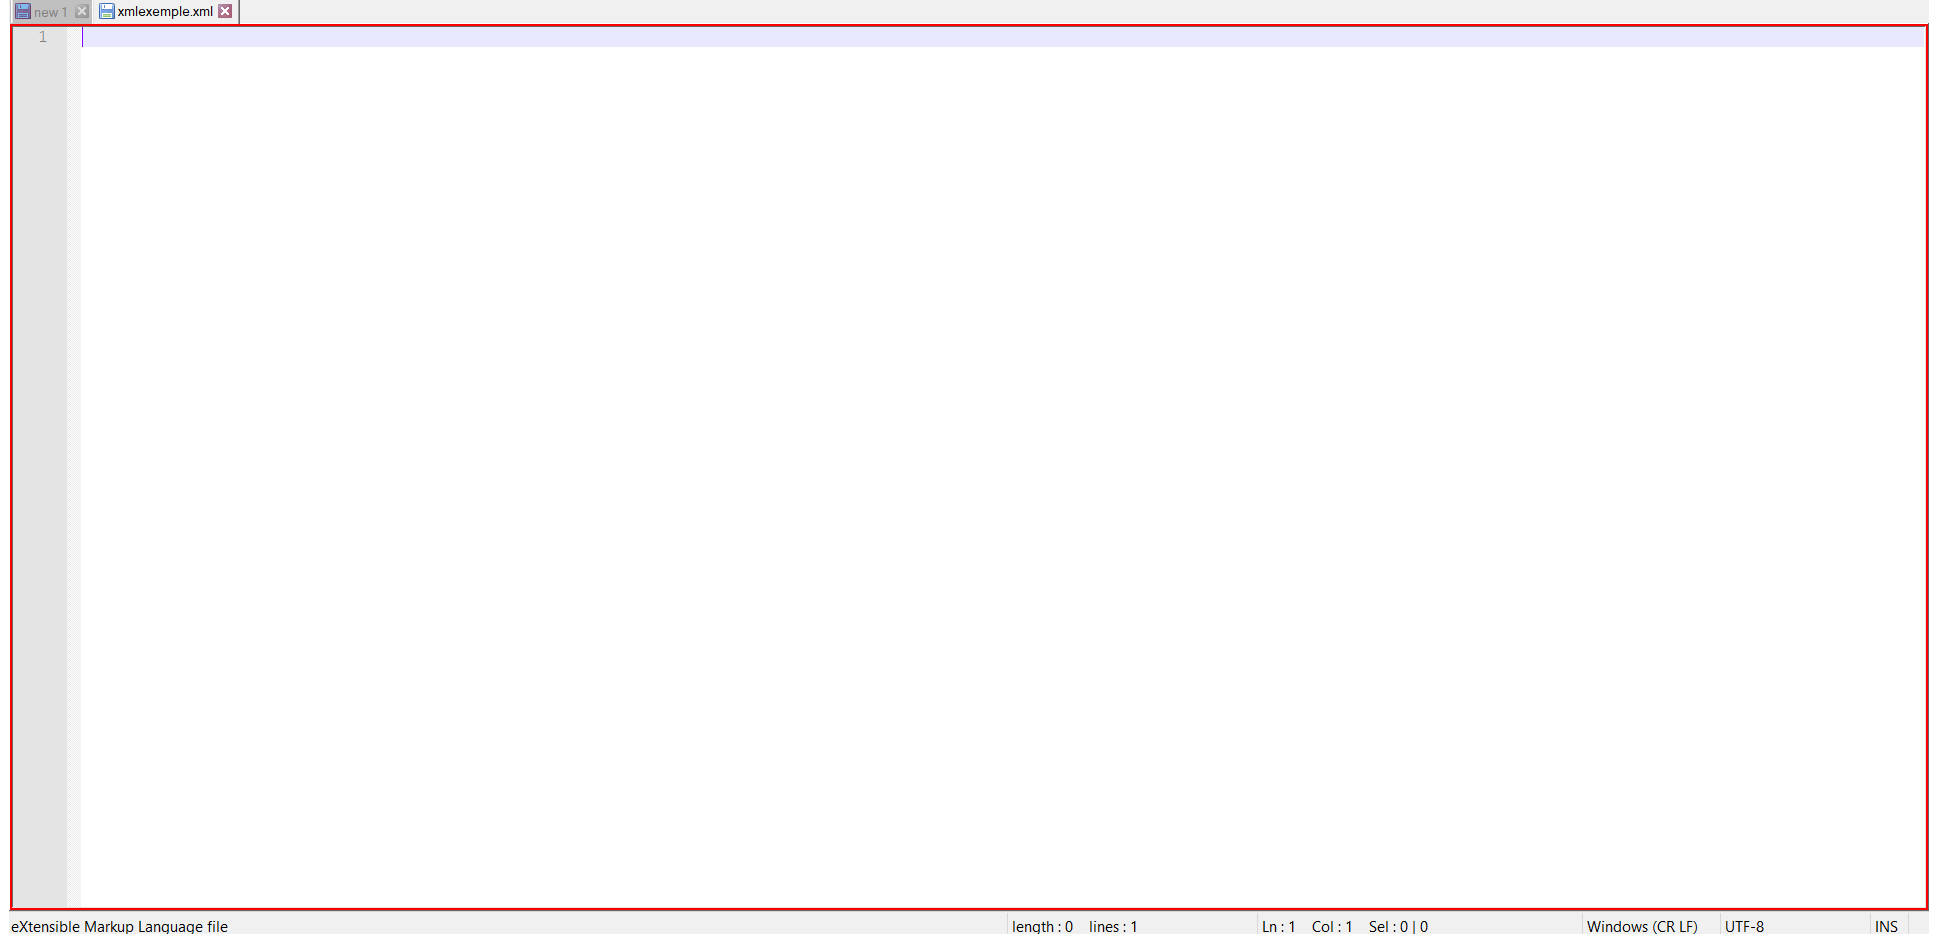 new 1 xmlexemple.xml
1
eXtensible Markup Language file length : 0 lines : 1 Ln : 1 Col : 1 Sel : 0 | 0 Windows (CR LF) UTF-8 INS